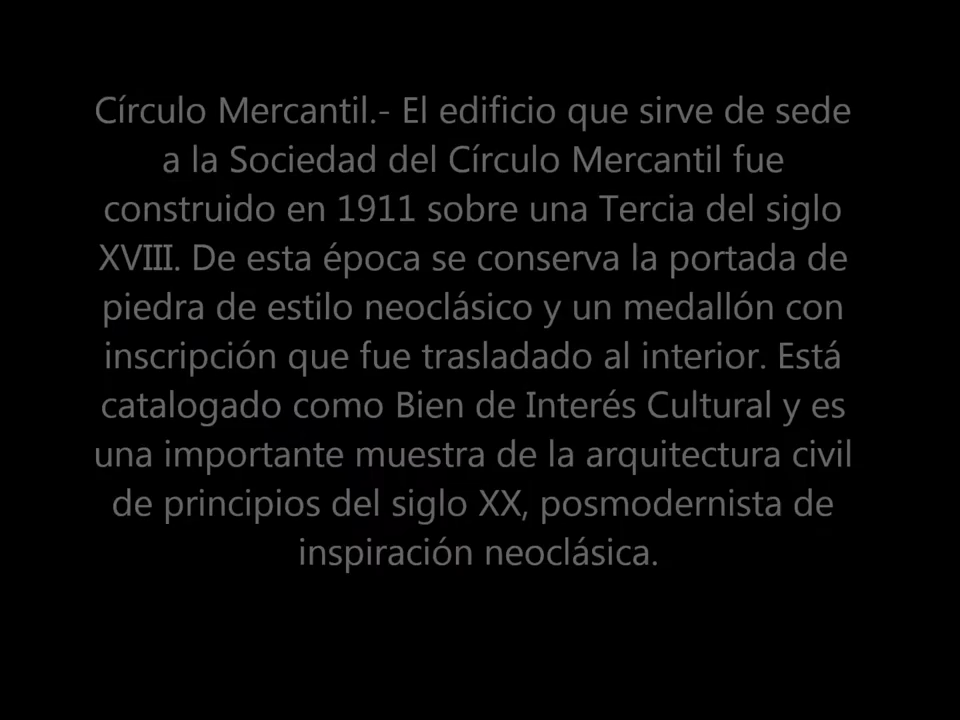 Círculo Mercantil.- El edificio que sirve de sede
a la Sociedad del Círculo Mercantil fue
construido en 1911 sobre una Tercia del siglo
XVIII. De esta época se conserva la portada de
piedra de estilo neoclásico y un medallón con
inscripción que fue trasladado al interior. Está
catalogado como Bien de Interés Cultural y es
una importante muestra de la arquitectura civil
de principios del siglo XX, posmodernista de
inspiración neoclásica.